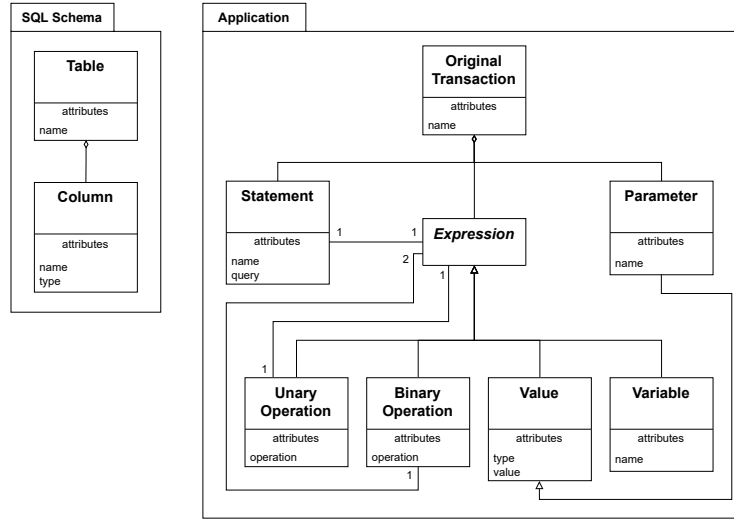 SQL Schema
Table
attributes
name
Column
attributes
name
type
Application
Original
Transaction
attributes
name
Statement
attributes
name
query
1
1
2
1
Expression
Parameter
attributes
name
1
Unary
Operation
attributes
operation
Binary
Operation
attributes
operation
1
Value
attributes
type
value
Variable
attributes
name